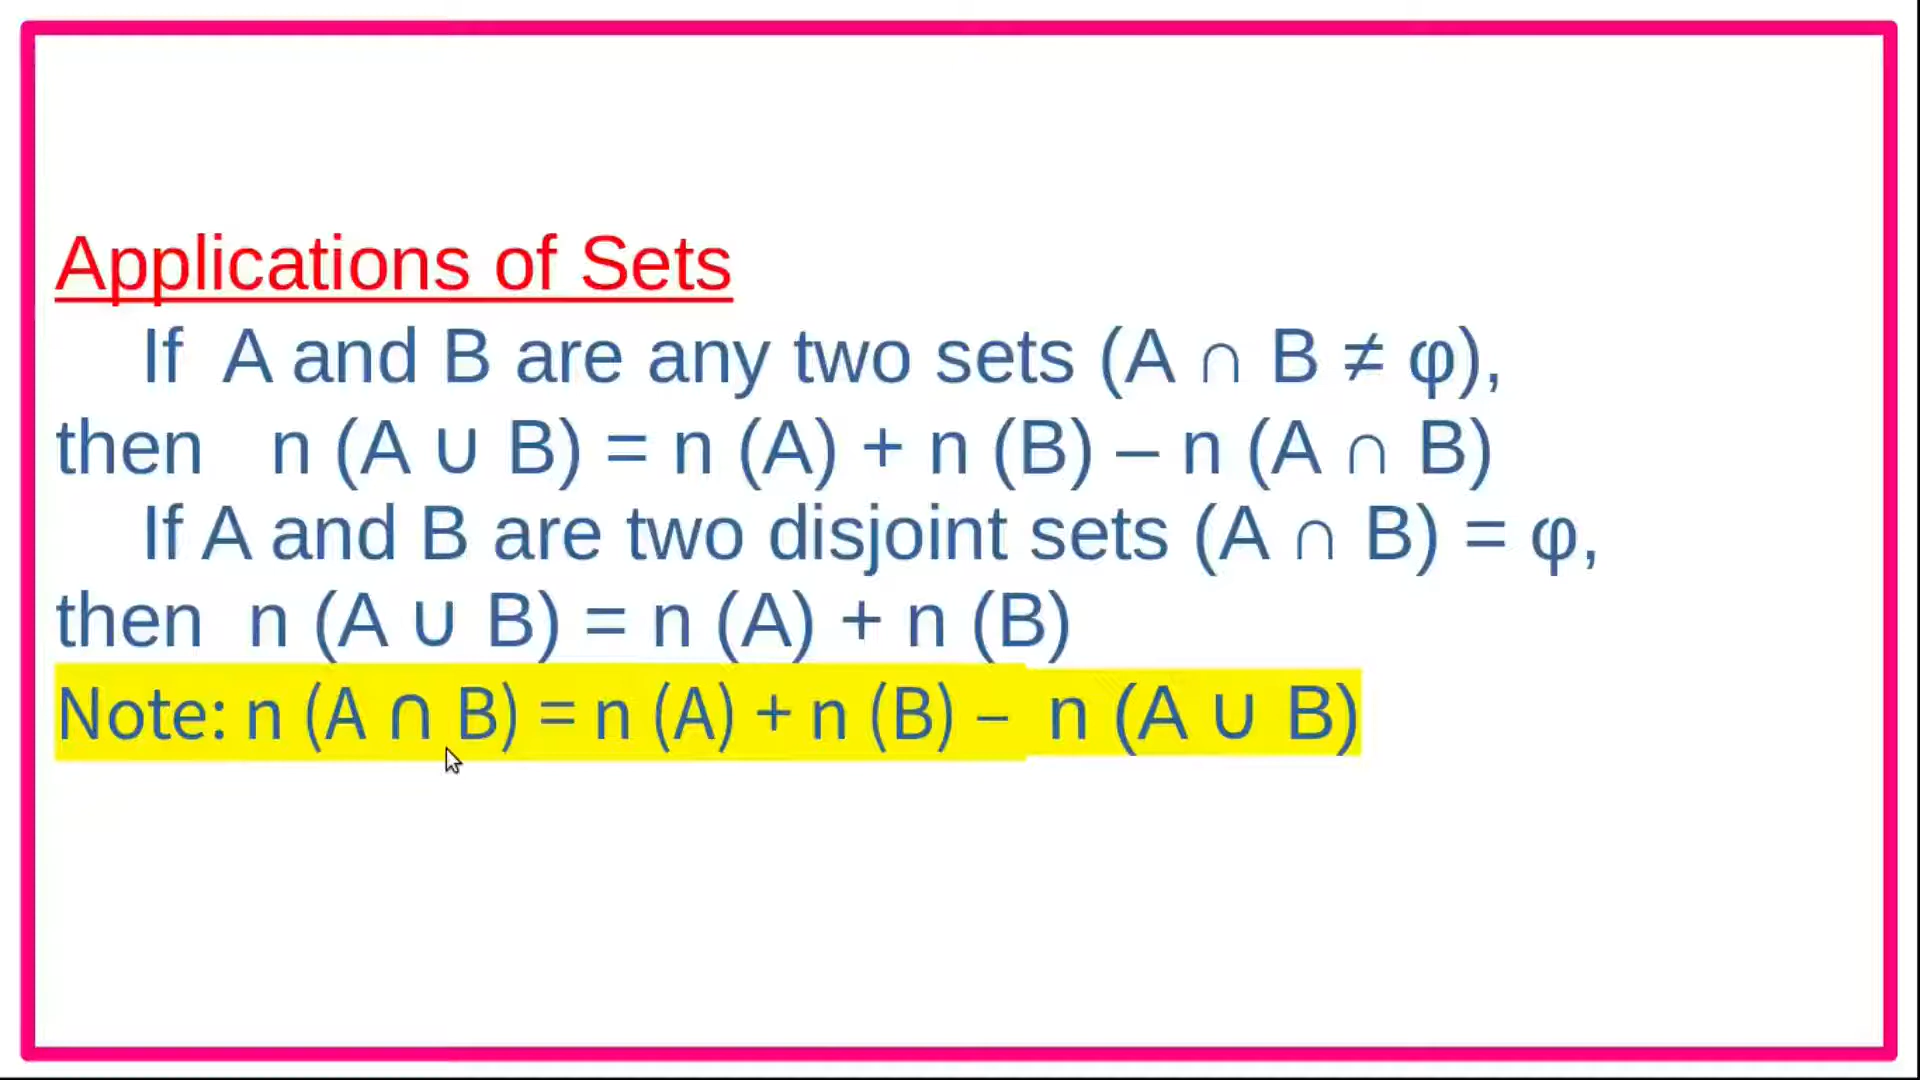 Applications of Sets
If A and B are any two sets (A ∩ B ≠ φ),
then n (A ∪ B) = n (A) + n (B) – n (A ∩ B)
If A and B are two disjoint sets (A ∩ B) = φ,
then n (A ∪ B) = n (A) + n (B)
Note: n (A ∩ B) = n (A) + n (B) – n (A ∪ B)